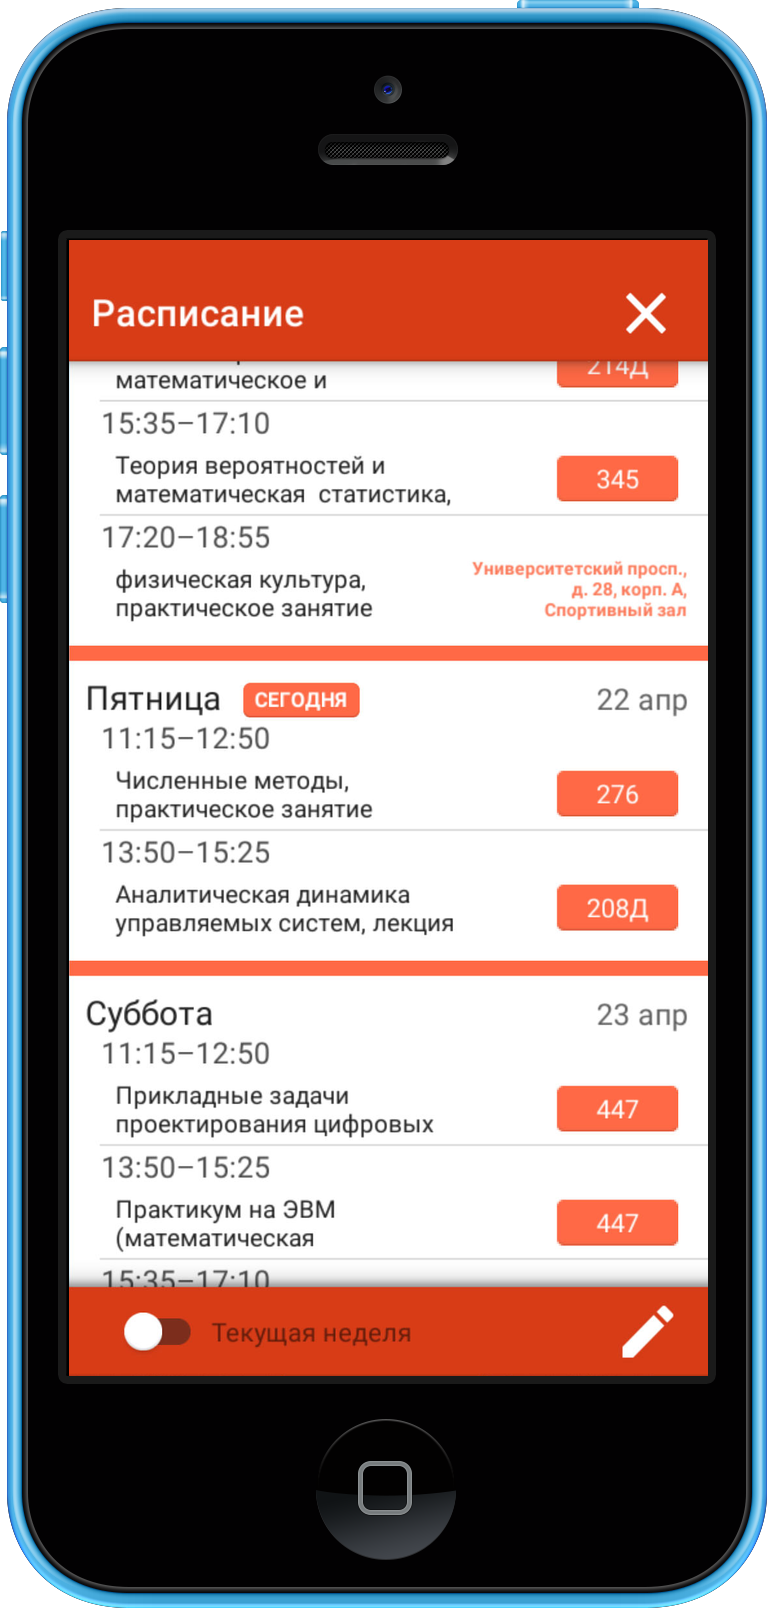 Расписание
математическое и
214Д
15:35–17:10
Теория вероятностей и
математическая  статистика,
345
17:20–18:55
физическая культура,
практическое занятие
Университетский просп.,
д. 28, корп. А,
Спортивный зал
Пятница СЕГОДНЯ 22 апр
11:15–12:50
Численные методы,
практическое занятие
276
13:50–15:25
Аналитическая динамика
управляемых систем, лекция
208Д
Суббота 23 апр
11:15–12:50
Прикладные задачи
проектирования цифровых
447
13:50–15:25
Практикум на ЭВМ
(математическая
447
15:35–17:10
Текущая неделя